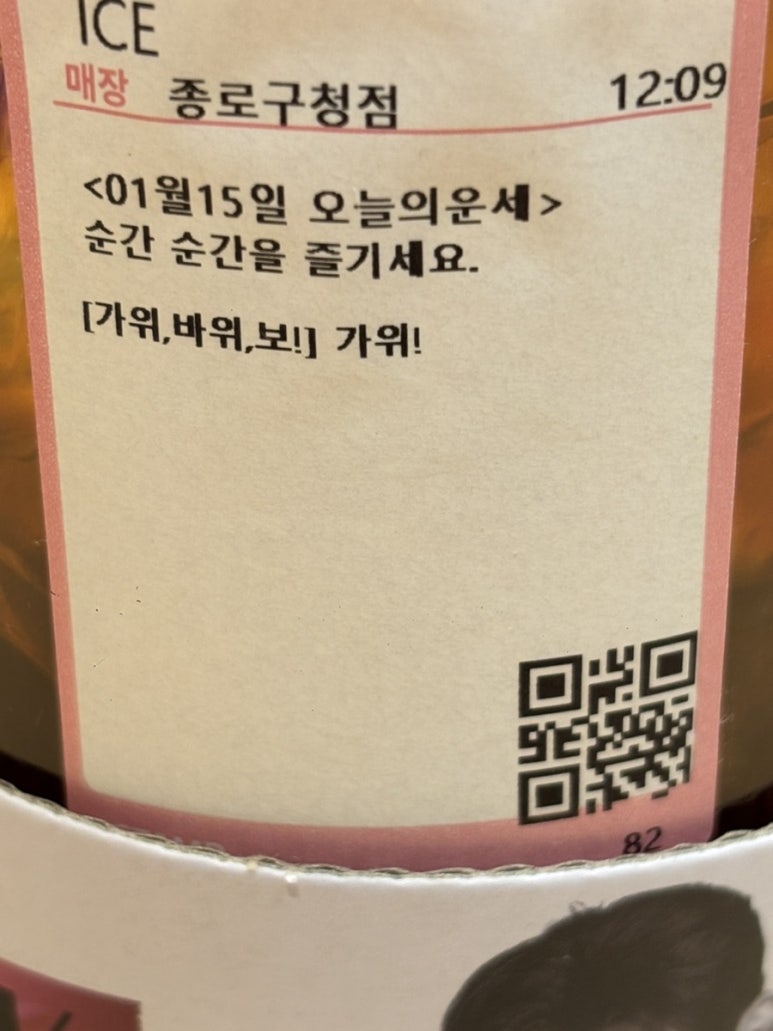 ICE
매장 종로구청점 12:09
<01월15일 오늘의운세>
순간 순간을 즐기세요.
[가위,바위,보!] 가위!
82